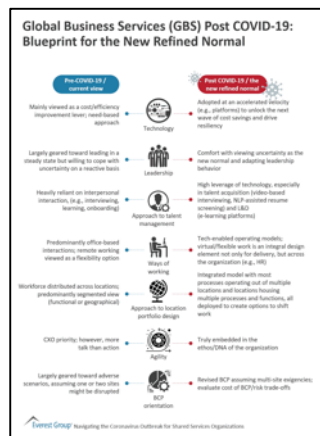 Global Business Services (GBS) Post COVID-19:
Blueprint for the New Refined Normal
Pre-COVID-19 /
current view
Post COVID-19 / the
new refined normal
Mainly viewed as a cost/efficiency
improvement lever; need-based
approach
Technology
Adopted at an accelerated velocity
(e.g., platforms) to unlock the next
wave of cost savings and drive
resiliency
Largely geared toward leading in
a steady state but willing to cope with
uncertainty on a reactive basis
Leadership
Comfort with viewing uncertainty as the
new normal and adapting leadership
behavior
Heavily reliant on interpersonal
interaction, (e.g., interviewing,
learning, onboarding)
Approach to talent
management
High leverage of technology, especially
in talent acquisition (video-based
interviewing, NLP-assisted resume
screening) and L&D
(e-learning platforms)
Predominantly office-based
interactions; remote working
viewed as a flexibility option
Ways of
working
Tech-enabled operating models;
virtual/flexible work is an integral design
element not only for delivery, but across
the organization (e.g., HR)
Workforce distributed across locations;
predominantly segmented view
(functional or geographical)
Approach to location
portfolio design
Integrated model with most
processes operating out of multiple
locations and locations housing
multiple processes and functions, all
deployed to create options to shift
work
CXO priority; however, more
talk than action
Agility
Truly embedded in the
ethos/DNA of the organization
Largely geared toward adverse
scenarios, assuming one or two sites
might be disrupted
BCP
orientation
Revised BCP assuming multi-site exigencies;
evaluate cost of BCP/risk trade-offs
Everest Group Navigating the Coronavirus Outbreak for Shared Services Organizations